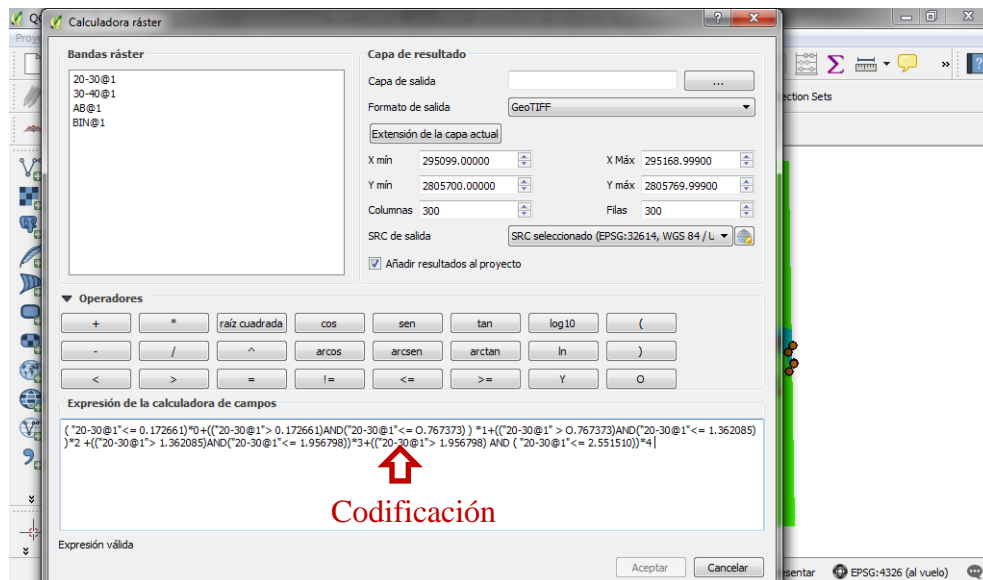 Calculadora ráster
Bandas ráster
20-30@1
30-40@1
AB@1
BIN@1
Capa de resultado
Capa de salida
...
Formato de salida GeoTIFF
Extensión de la capa actual
X mín 295099.00000 X Máx 295168.99900
Y mín 2805700.00000 Y máx 2805769.99900
Columnas 300 Filas 300
SRC de salida SRC seleccionado (EPSG:32614, WGS 84 / U
Añadir resultados al proyecto
Operadores
+ * raíz cuadrada cos sen tan log10 (
- / ^ arcos arcsen arctan ln )
< > = != <= >= Y O
Expresión de la calculadora de campos
( "20-30@1"<= 0.172661)*0+(("20-30@1"> 0.172661)AND("20-30@1"<= O.767373) ) *1+(("20-30@1" > O.767373)AND("20-30@1"<= 1.362085)
)*2 +(("20-30@1"> 1.362085)AND("20-30@1"<= 1.956798))*3+(("20-30@1"> 1.956798) AND ( "20-30@1"<= 2.551510))*4
Codificación
Expresión válida
Aceptar Cancelar
ection Sets
esentar EPSG:4326 (al vuelo)